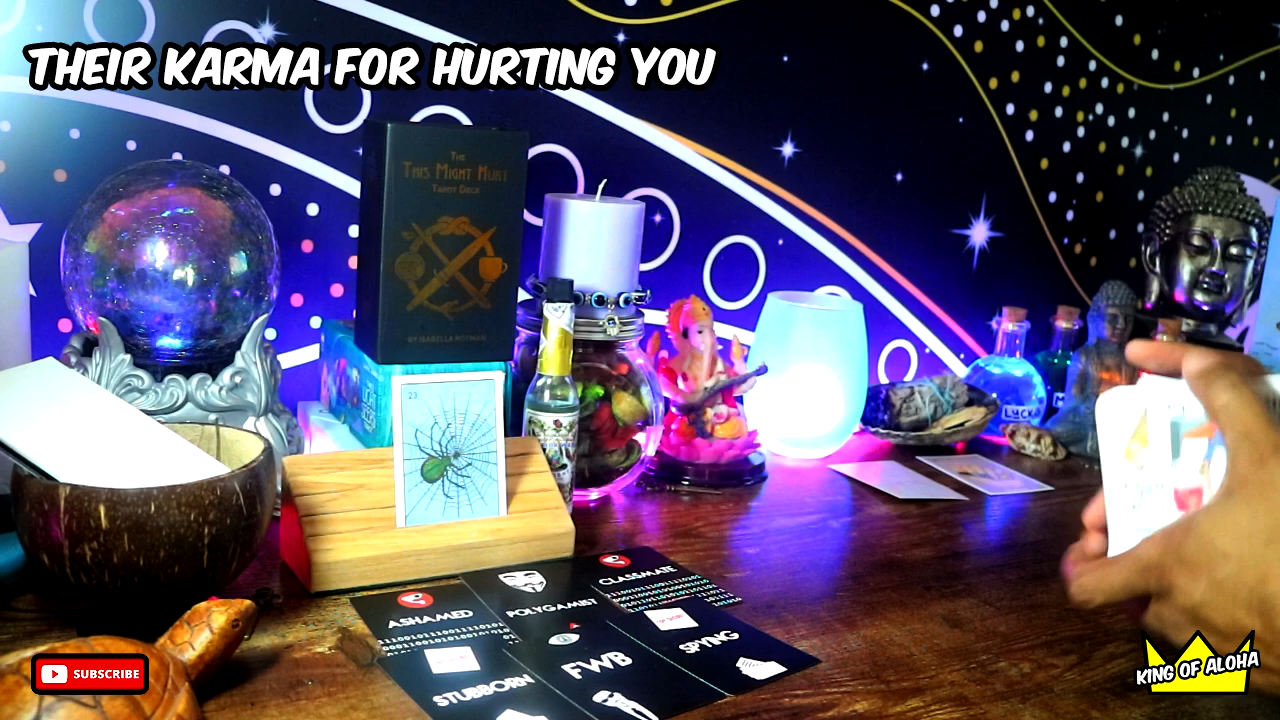 THEIR KARMA FOR HURTING YOU
THE
THIS MIGHT HURT
TAROT DECK
BY ISABELLA ROTMAN
23
LUCK
ASHAMED
POLYGAMIST
CLASSMATE
STUBBORN
FWB
SPYING
SUBSCRIBE
KING OF ALOHA